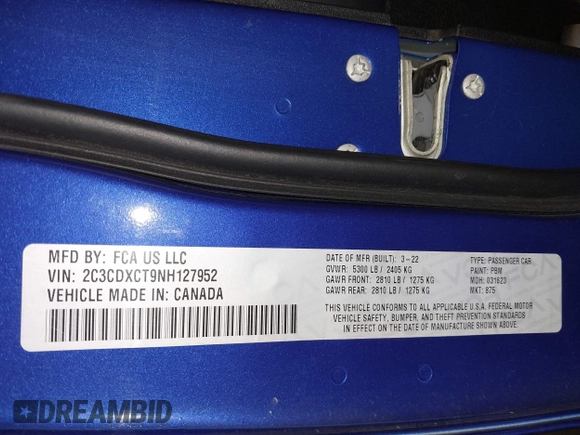 MFD BY: FCA US LLC
VIN: 2C3CDXCT9NH127952
VEHICLE MADE IN: CANADA
DATE OF MFR (BUILT): 3-22
GVWR: 5300 LB / 2405 KG
GAWR FRONT: 2810 LB / 1275 KG
GAWR REAR: 2810 LB / 1275 KG
TYPE: PASSENGER CAR
PAINT: PBM
MDH: 031623
MKT: 875
THIS VEHICLE CONFORMS TO ALL APPLICABLE U.S.A. FEDERAL MOTOR
VEHICLE SAFETY, BUMPER, AND THEFT PREVENTION STANDARDS
IN EFFECT ON THE DATE OF MANUFACTURE SHOWN ABOVE.
DREAMBID